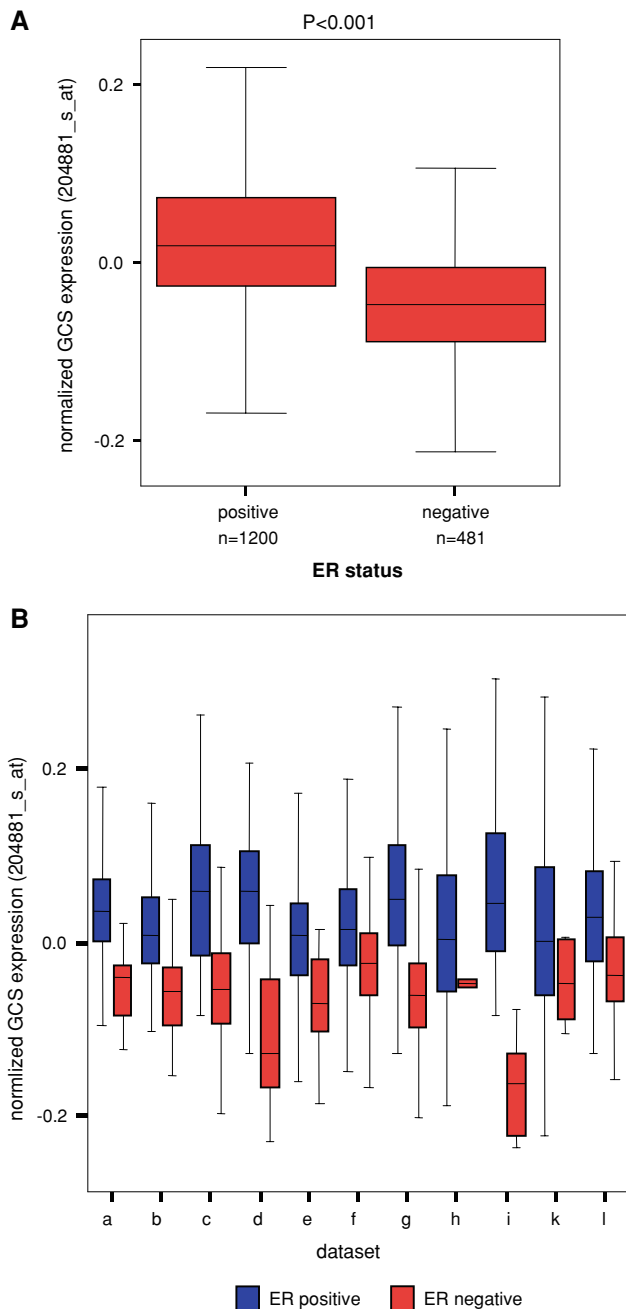 A
P<0.001
normalized GCS expression (204881_s_at)
0.2
0.0
-0.2
positive
negative
n=1200
n=481
ER status
B
normlized GCS expression (204881_s_at)
0.2
0.0
-0.2
a b c d e f g h i k l
dataset
ER positive
ER negative